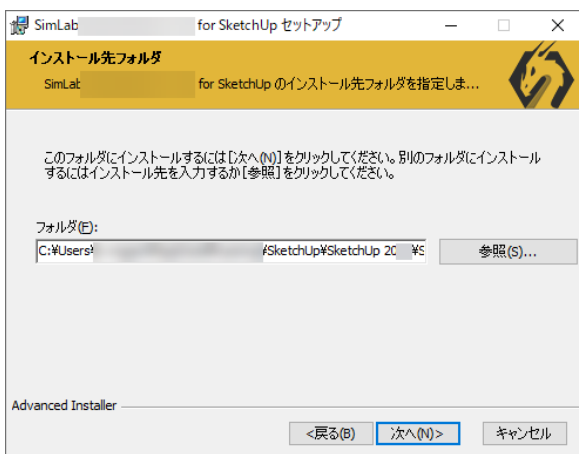 SimLab for SketchUp セットアップ
インストール先フォルダ
SimLab for SketchUp のインストール先フォルダを指定しま...
このフォルダにインストールするには[次へ(N)]をクリックしてください。別のフォルダにインストール
するにはインストール先を入力するか[参照]をクリックしてください。
フォルダ(F):
C:¥Users¥ ¥SketchUp¥SketchUp 20 ¥S
参照(S)...
Advanced Installer
<戻る(B)
次へ(N)>
キャンセル